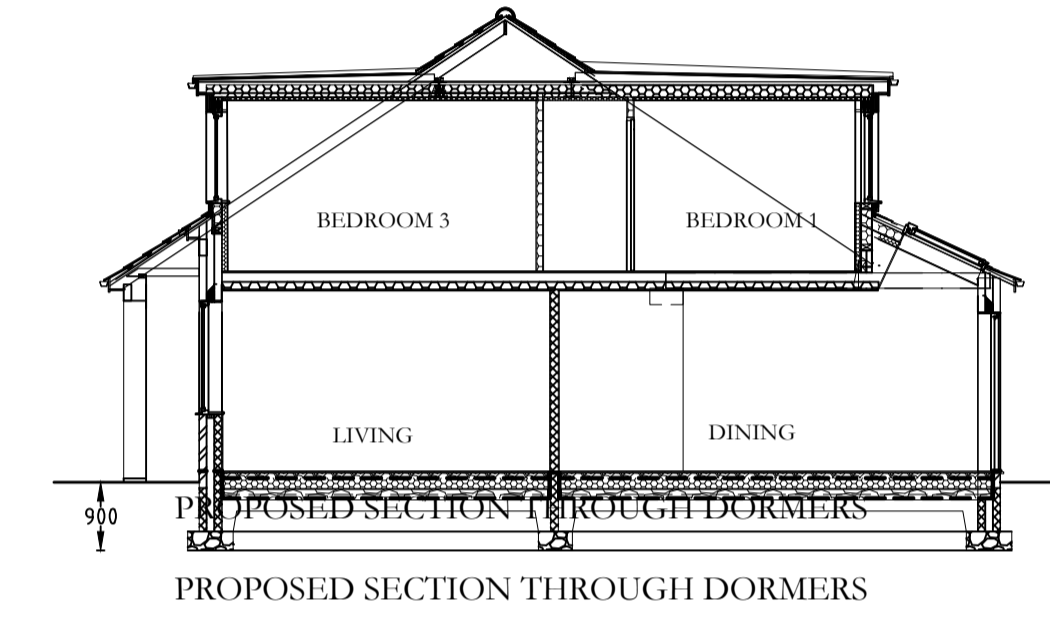 BEDROOM 3
BEDROOM 1
LIVING
DINING
900
PROPOSED SECTION THROUGH DORMERS
PROPOSED SECTION THROUGH DORMERS